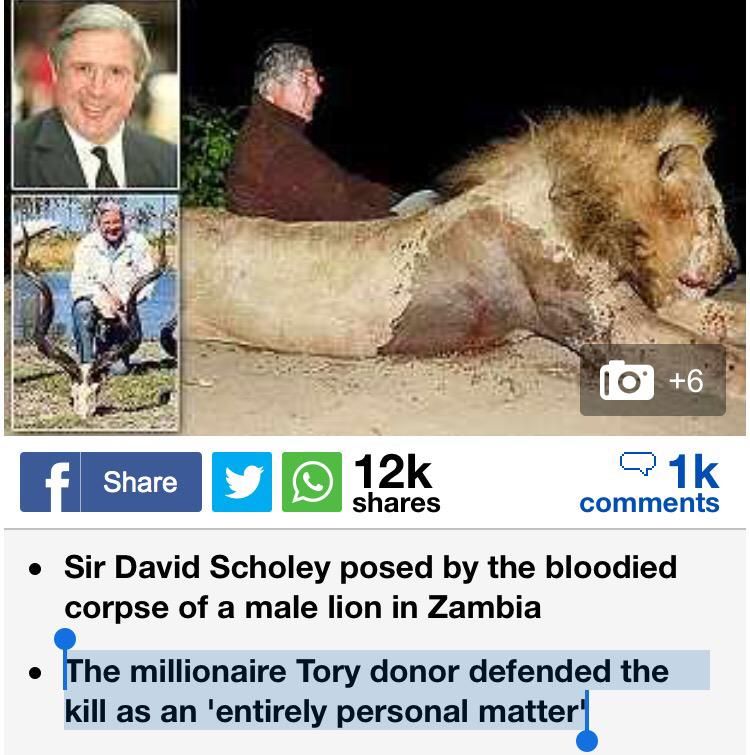 +6
f Share
12k
shares
1k
comments
• Sir David Scholey posed by the bloodied
corpse of a male lion in Zambia
• The millionaire Tory donor defended the
kill as an 'entirely personal matter'